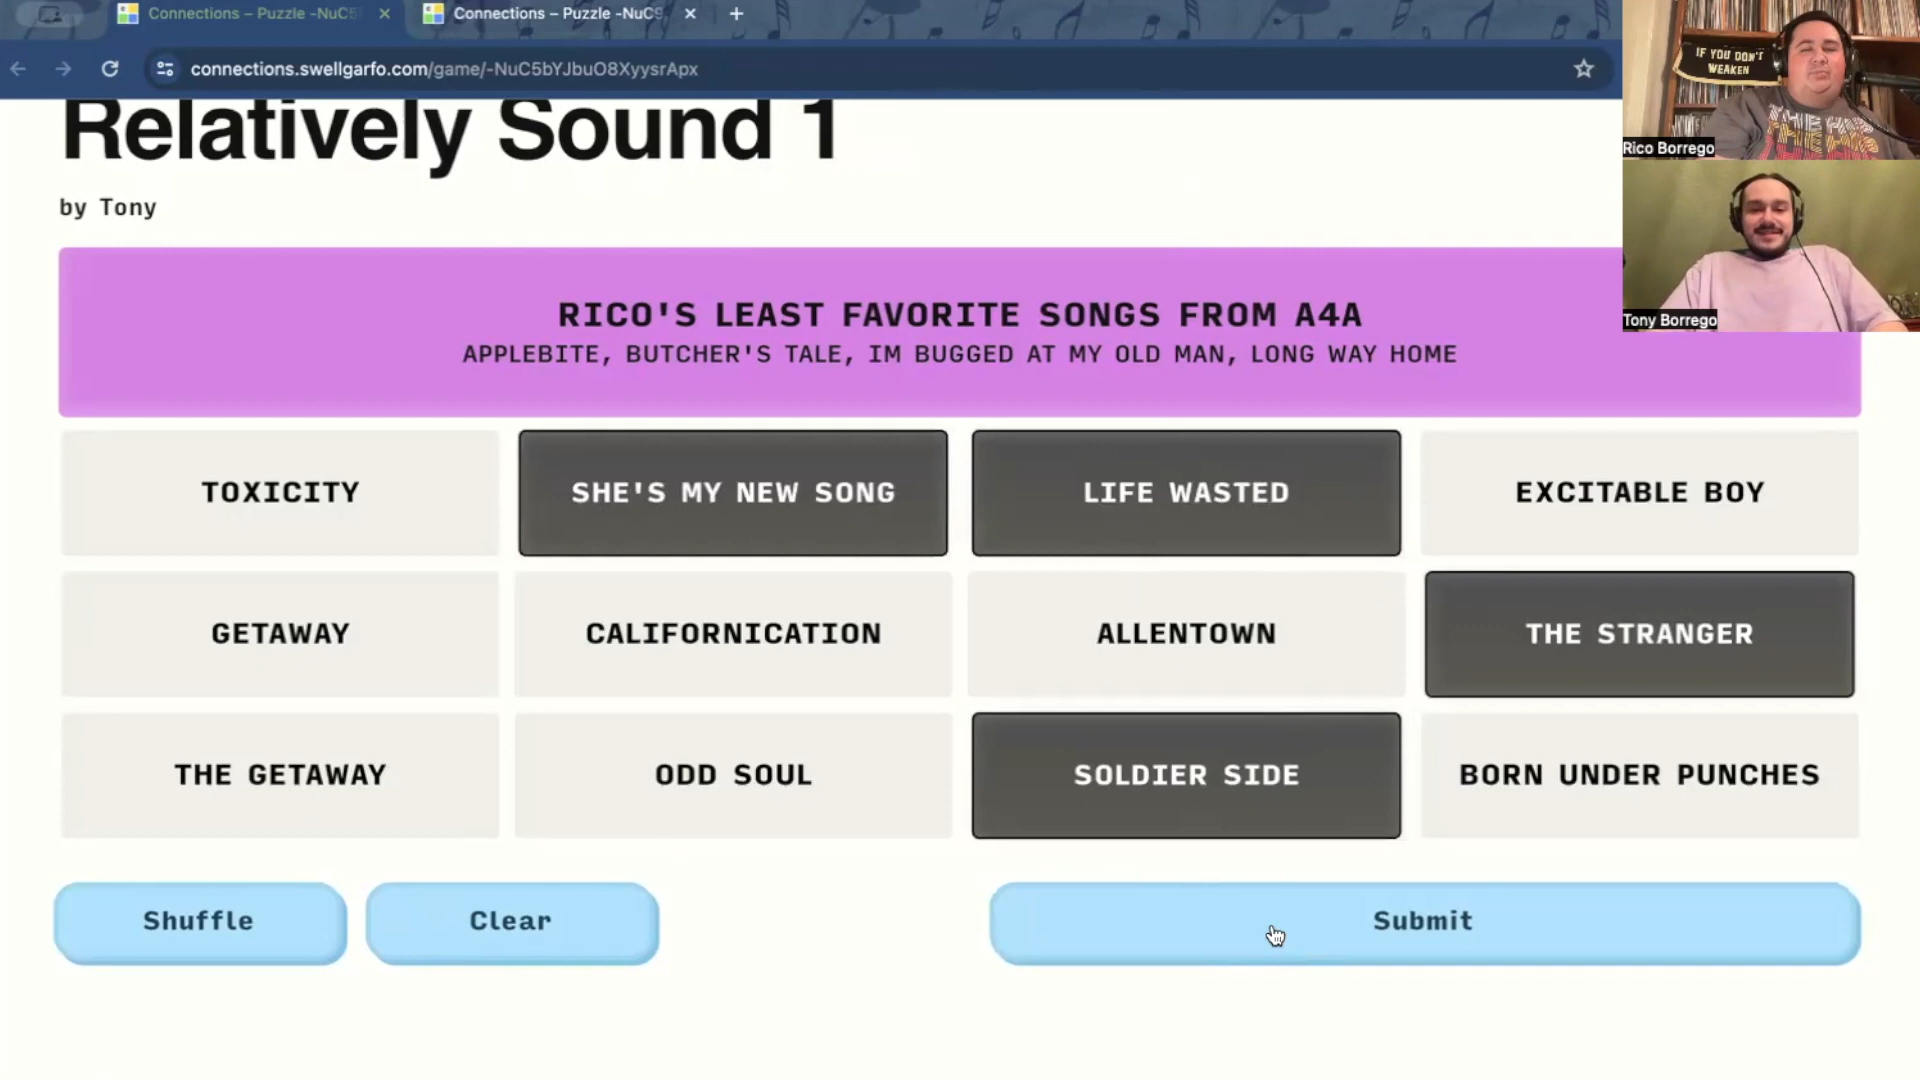 Connections – Puzzle -NuC5
Connections – Puzzle -NuC9
connections.swellgarfo.com/game/-NuC5bYJbuO8XyysrApx
IF YOU DON'T
WEAKEN
Rico Borrego
Tony Borrego
Relatively Sound 1
by Tony
RICO'S LEAST FAVORITE SONGS FROM A4A
APPLEBITE, BUTCHER'S TALE, IM BUGGED AT MY OLD MAN, LONG WAY HOME
TOXICITY
SHE'S MY NEW SONG
LIFE WASTED
EXCITABLE BOY
GETAWAY
CALIFORNICATION
ALLENTOWN
THE STRANGER
THE GETAWAY
ODD SOUL
SOLDIER SIDE
BORN UNDER PUNCHES
Shuffle
Clear
Submit